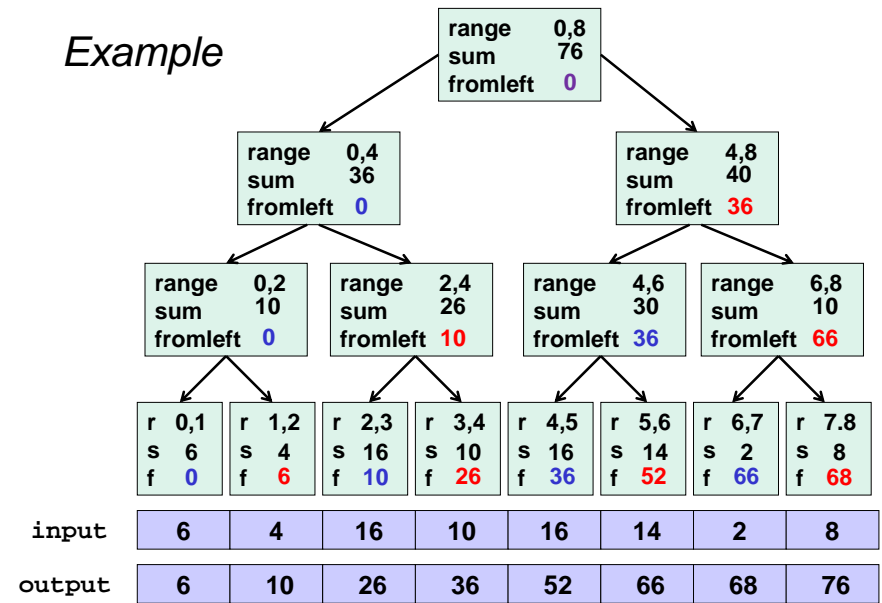 Example
range 0,8
sum 76
fromleft 0
range 0,4
sum 36
fromleft 0
range 4,8
sum 40
fromleft 36
range 0,2
sum 10
fromleft 0
range 2,4
sum 26
fromleft 10
range 4,6
sum 30
fromleft 36
range 6,8
sum 10
fromleft 66
r 0,1
s 6
f 0
r 1,2
s 4
f 6
r 2,3
s 16
f 10
r 3,4
s 10
f 26
r 4,5
s 16
f 36
r 5,6
s 14
f 52
r 6,7
s 2
f 66
r 7.8
s 8
f 68
input 6 4 16 10 16 14 2 8
output 6 10 26 36 52 66 68 76